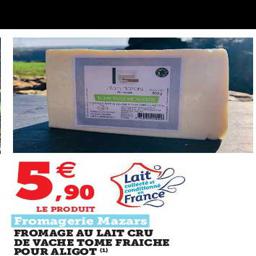 5€,90
LE PRODUIT
Lait
collecté et
conditionné
en
France
Fromagerie Mazars
FROMAGE AU LAIT CRU
DE VACHE TOME FRAICHE
POUR ALIGOT (1)